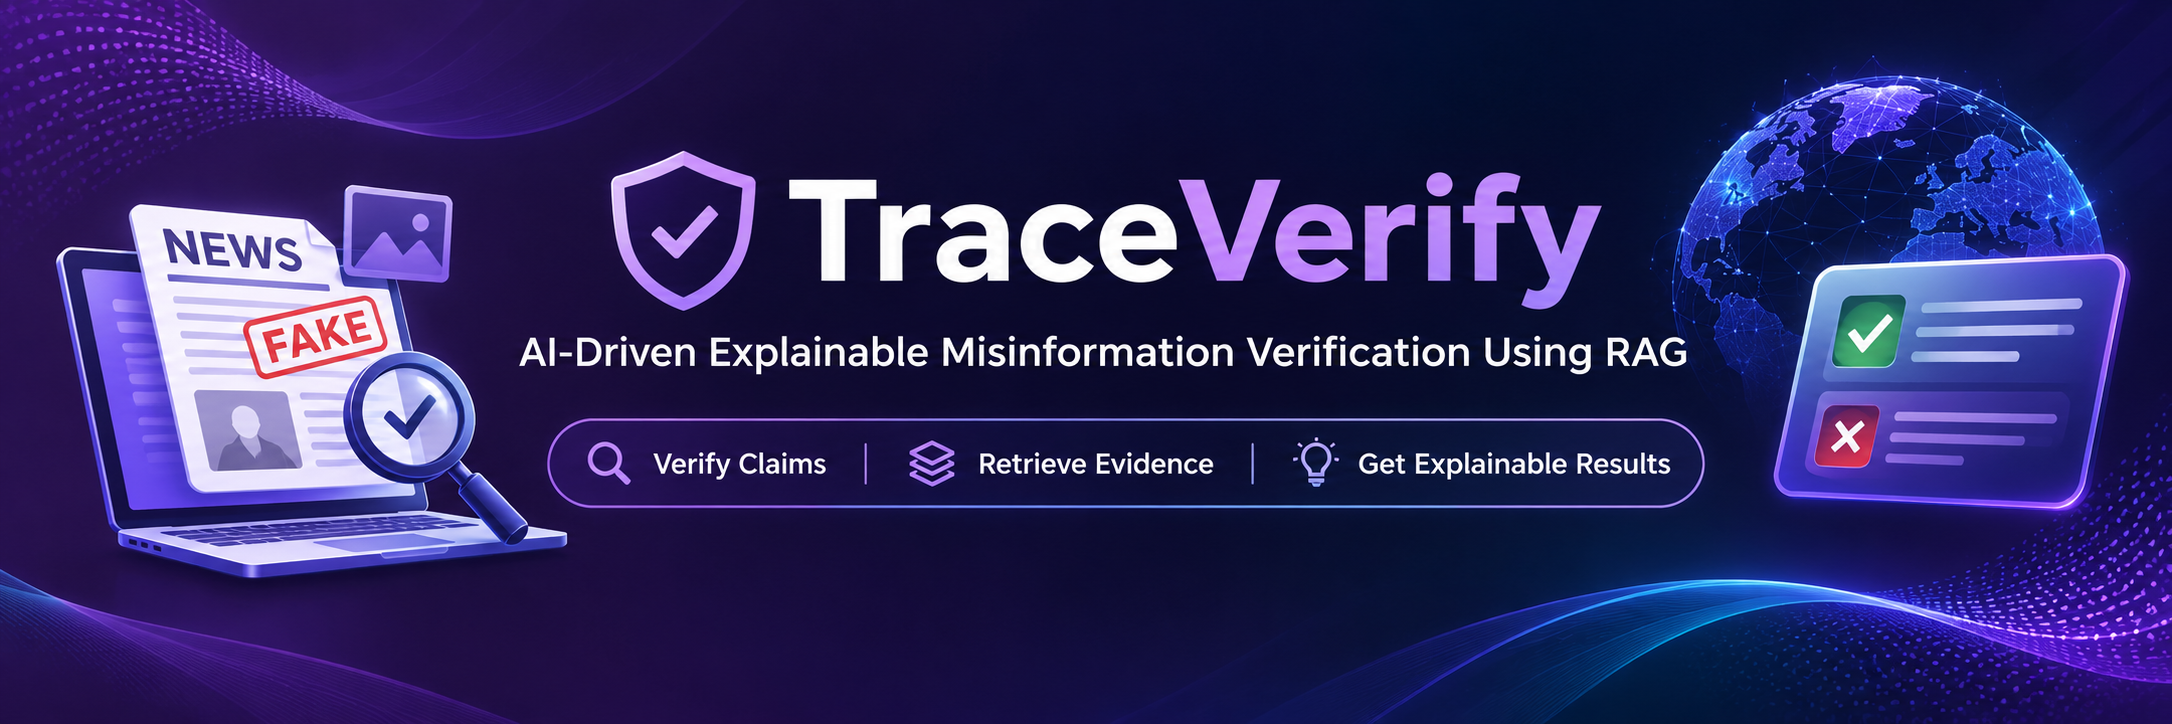 NEWS
FAKE
TraceVerify
AI-Driven Explainable Misinformation Verification Using RAG
Verify Claims
Retrieve Evidence
Get Explainable Results